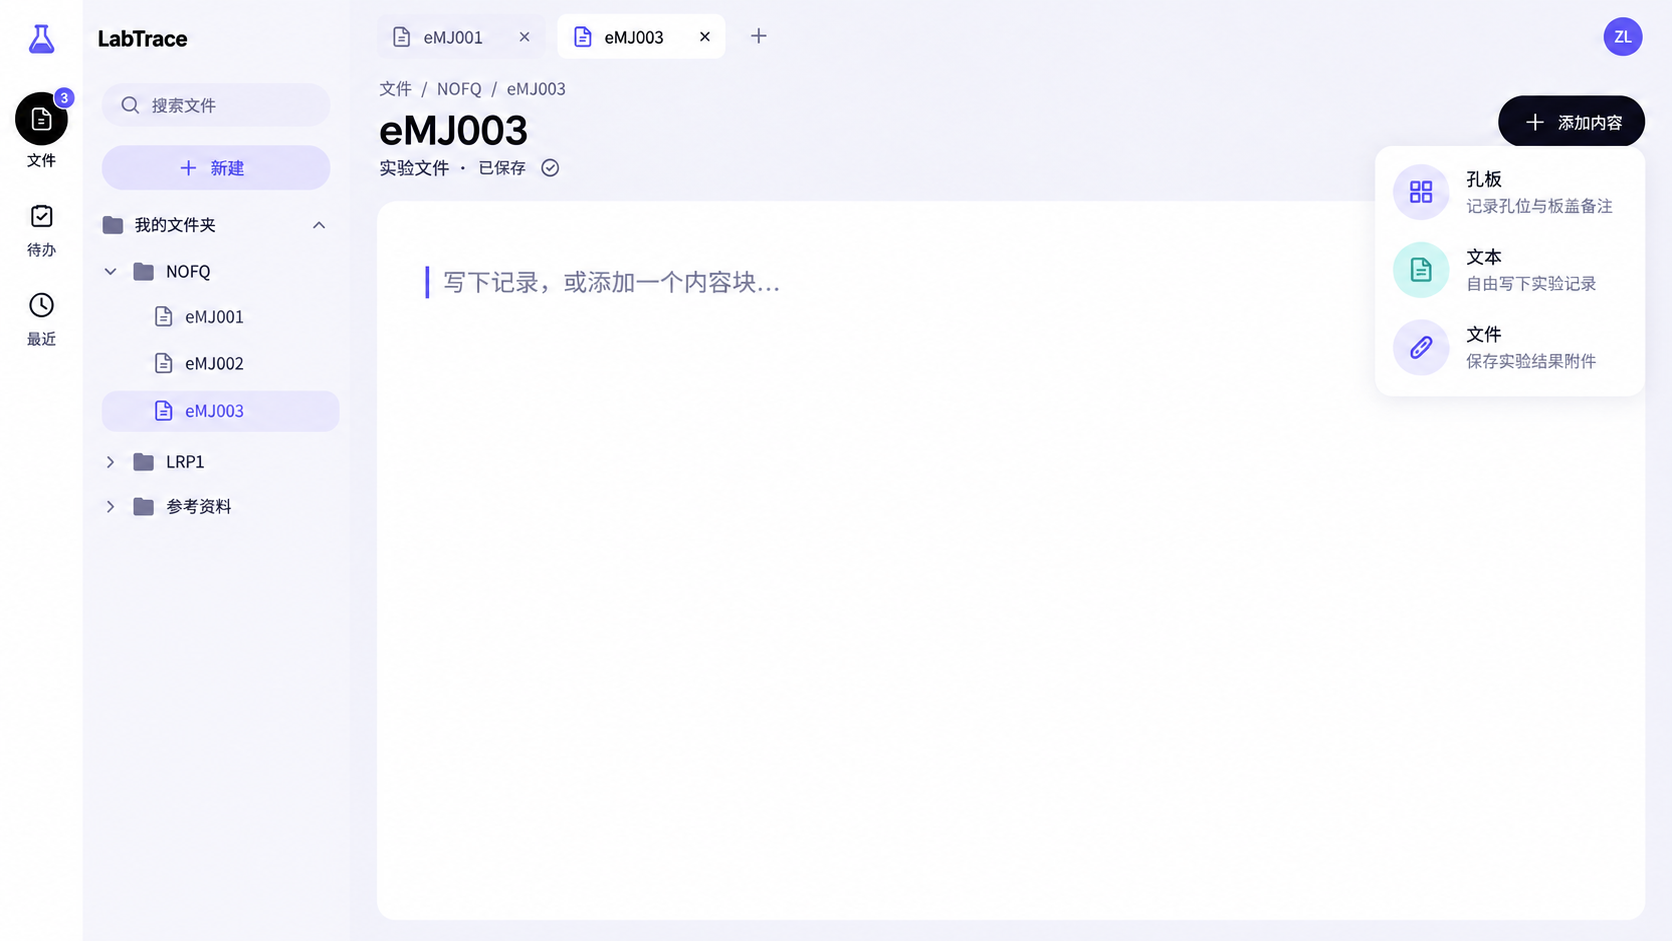 LabTrace
3
文件
待办
最近
搜索文件
+ 新建
我的文件夹
NOFQ
eMJ001
eMJ002
eMJ003
LRP1
参考资料
eMJ001 ×
eMJ003 ×
+
ZL
文件 / NOFQ / eMJ003
eMJ003
实验文件 · 已保存
+ 添加内容
孔板
记录孔位与板盖备注
文本
自由写下实验记录
文件
保存实验结果附件
写下记录，或添加一个内容块...